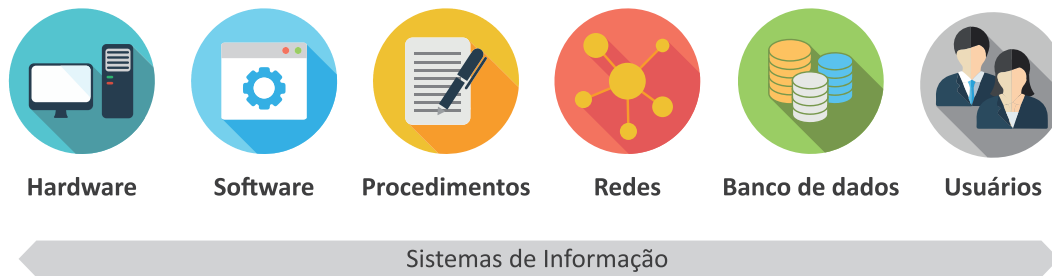 Hardware
Software
Procedimentos
Redes
Banco de dados
Usuários
Sistemas de Informação